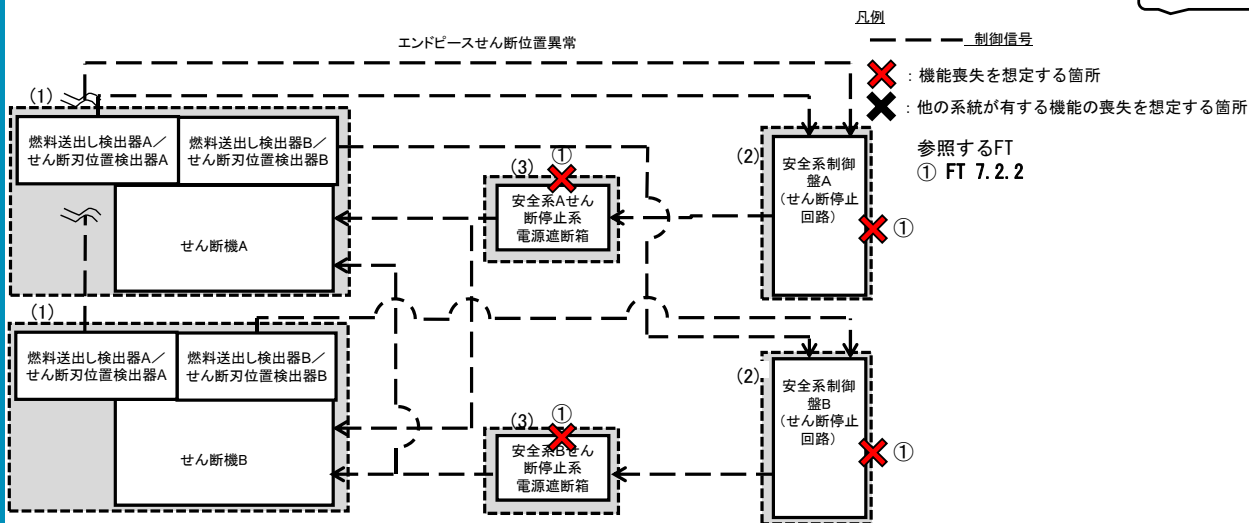 凡例
制御信号
エンドピースせん断位置異常
：機能喪失を想定する箇所
：他の系統が有する機能の喪失を想定する箇所
参照するFT
① FT 7.2.2
(1)
燃料送出し検出器A／
せん断刃位置検出器A
燃料送出し検出器B／
せん断刃位置検出器B
せん断機A
(3)
①
安全系Aせん
断停止系
電源遮断箱
(2)
安全系制御
盤A
(せん断停止
回路)
①
(1)
燃料送出し検出器A／
せん断刃位置検出器A
燃料送出し検出器B／
せん断刃位置検出器B
せん断機B
(3)
①
安全系Bせん
断停止系
電源遮断箱
(2)
安全系制御
盤B
(せん断停止
回路)
①